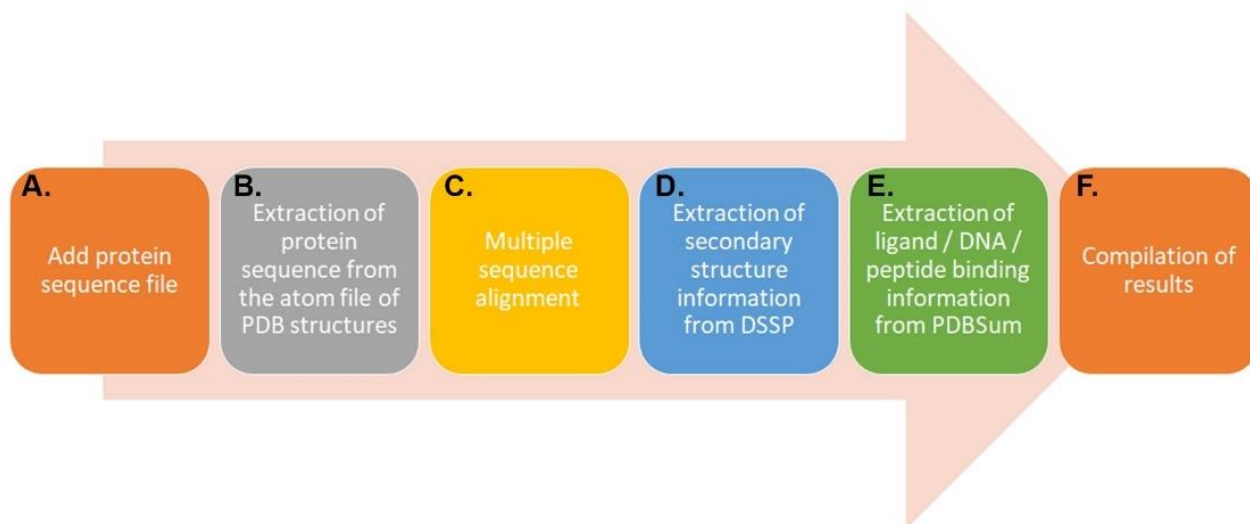 A.
Add protein
sequence file
B.
Extraction of
protein
sequence from
the atom file of
PDB structures
C.
Multiple
sequence
alignment
D.
Extraction of
secondary
structure
information
from DSSP
E.
Extraction of
ligand / DNA /
peptide binding
information
from PDBSum
F.
Compilation of
results